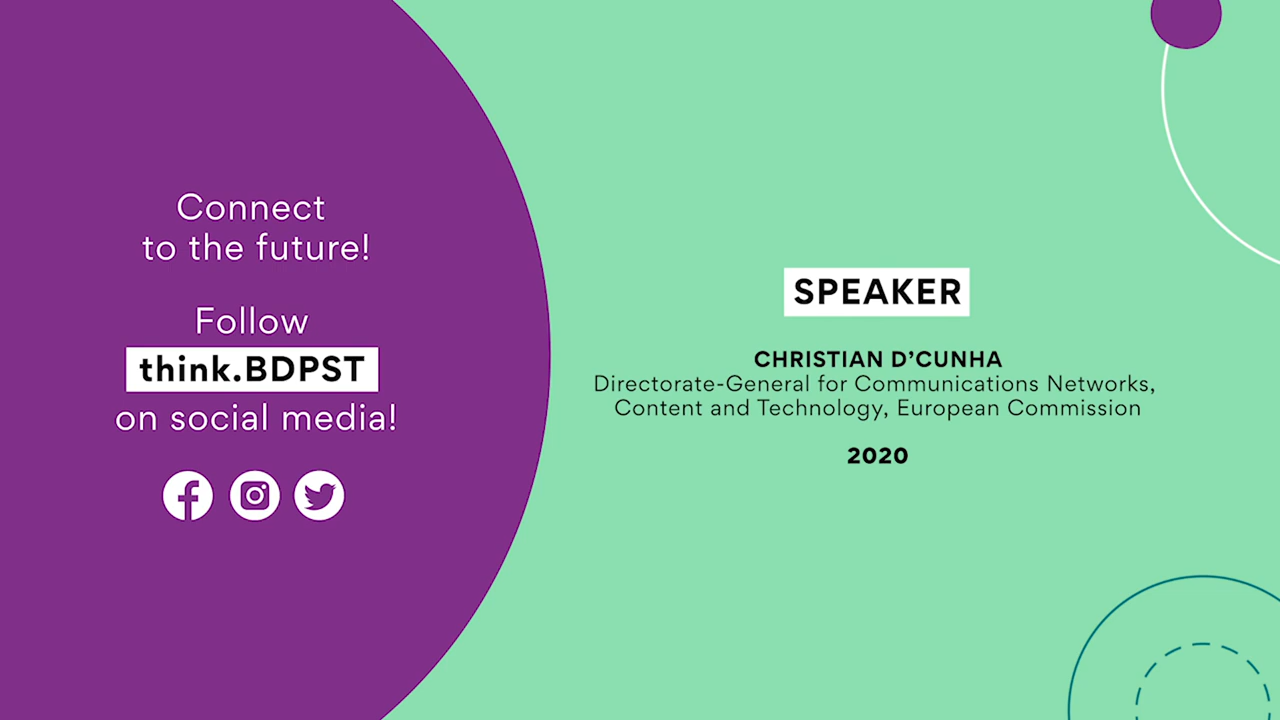 Connect
to the future!
Follow
think.BDPST
on social media!
SPEAKER
CHRISTIAN D’CUNHA
Directorate-General for Communications Networks,
Content and Technology, European Commission
2020